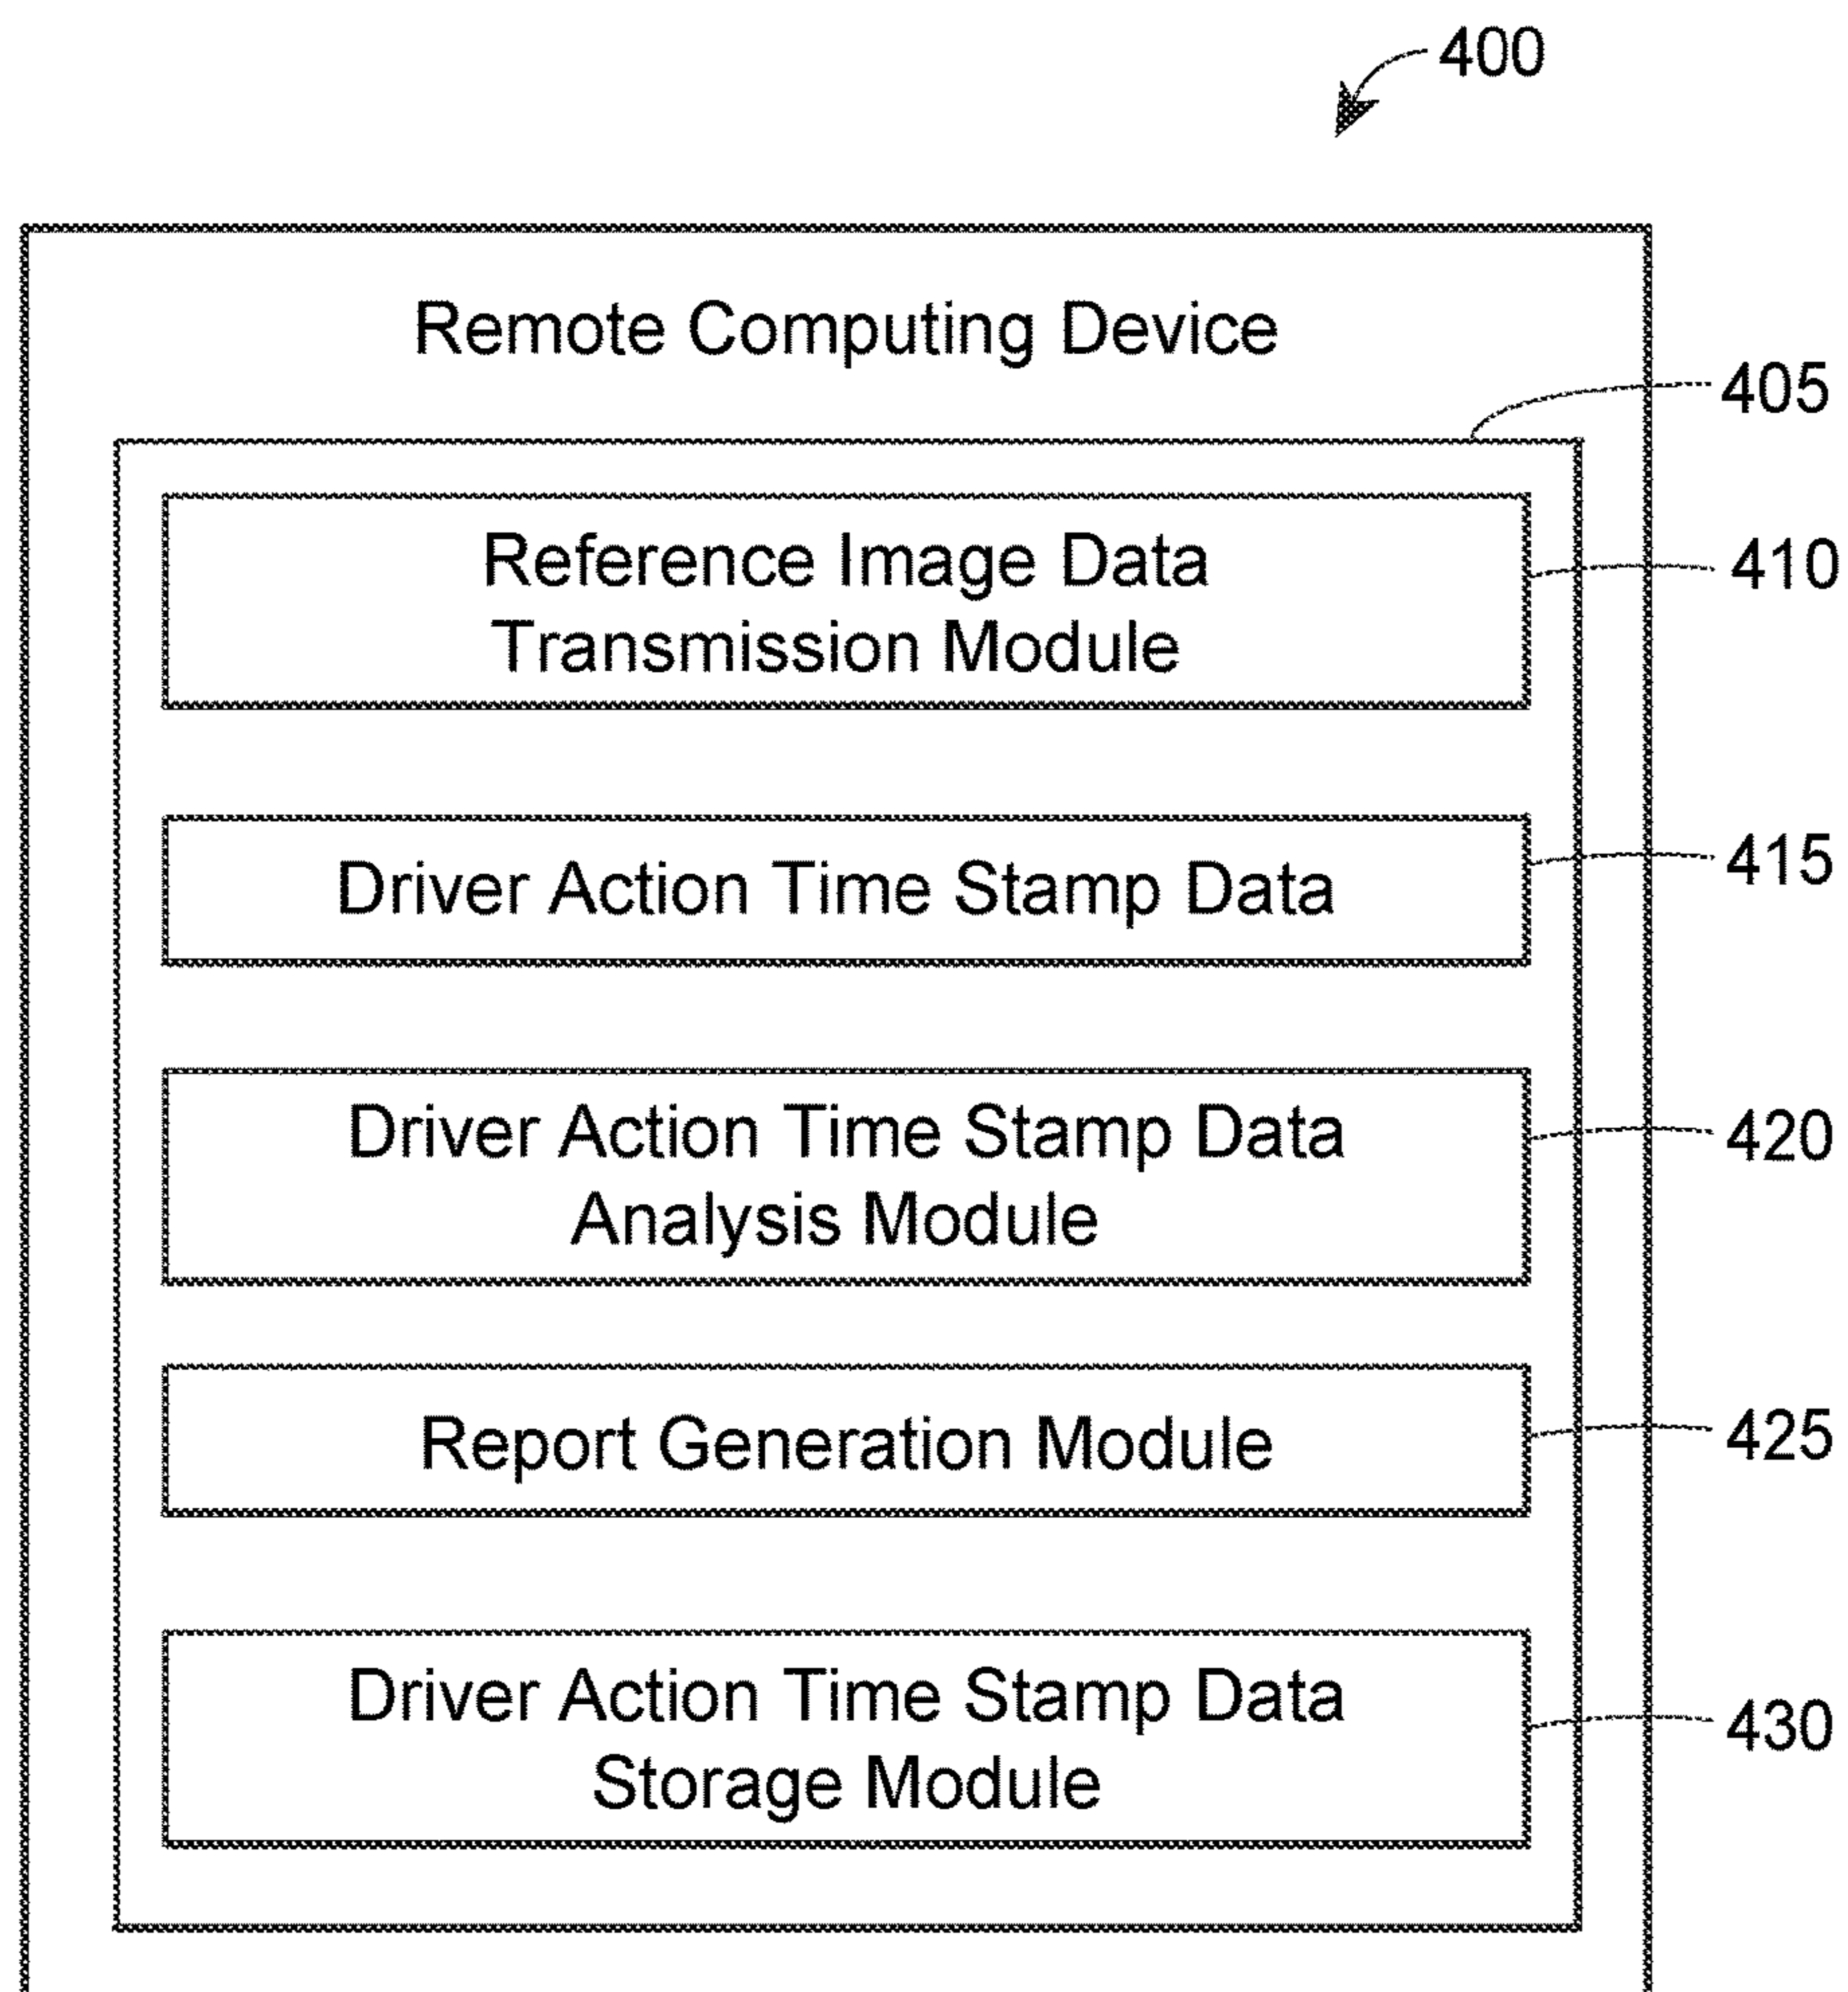 400
Remote Computing Device
405
Reference Image Data
Transmission Module
410
Driver Action Time Stamp Data
415
Driver Action Time Stamp Data
Analysis Module
420
Report Generation Module
425
Driver Action Time Stamp Data
Storage Module
430